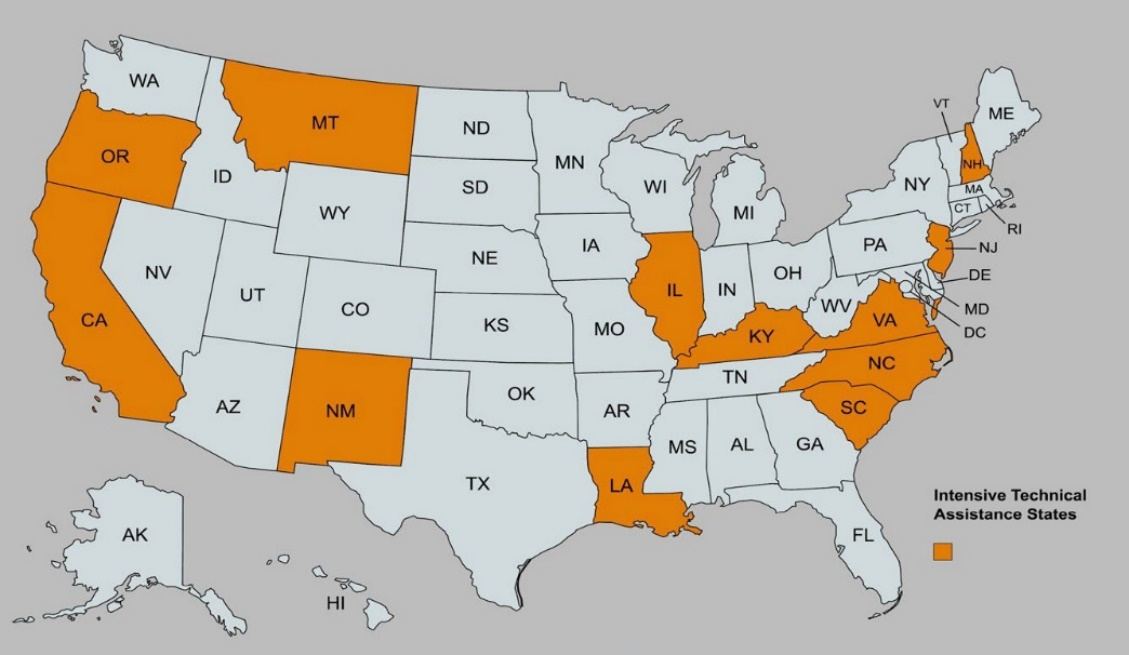 WA
MT
ND
MN
VT
ME
OR
ID
SD
WI
MI
NY
NH
MA
CT
RI
WY
NE
IA
PA
NJ
NV
UT
CO
KS
MO
IL
IN
OH
WV
VA
DE
MD
DC
CA
KY
NC
AZ
NM
OK
AR
TN
SC
TX
LA
MS
AL
GA
FL
AK
HI
Intensive Technical
Assistance States